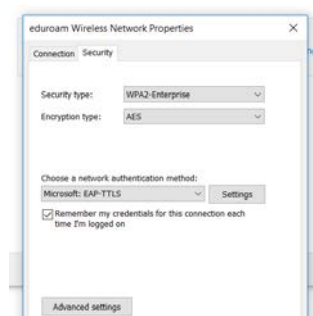 eduroam Wireless Network Properties
Connection Security
Security type: WPA2-Enterprise
Encryption type: AES
Choose a network authentication method:
Microsoft: EAP-TTLS Settings
Remember my credentials for this connection each
time I'm logged on
Advanced settings